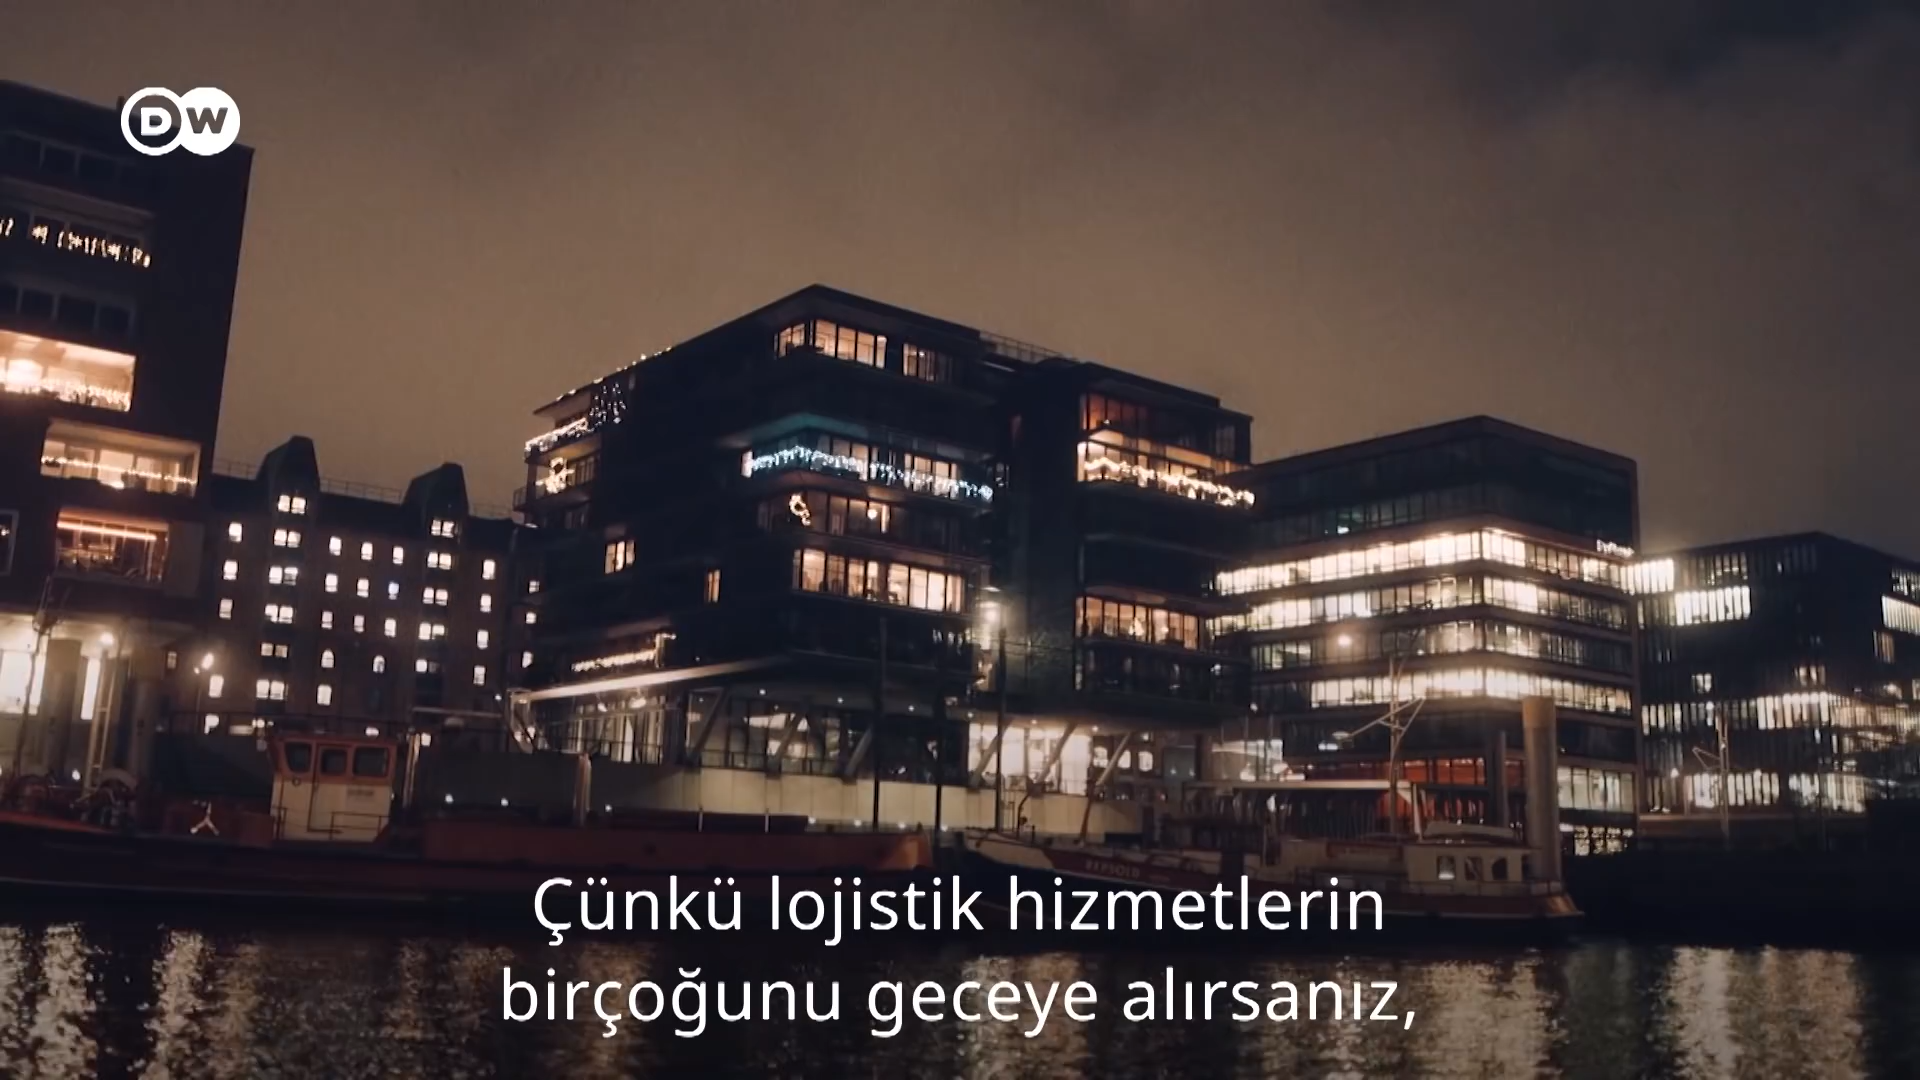 DW
Çünkü lojistik hizmetlerin
birçoğunu geceye alırsanız,